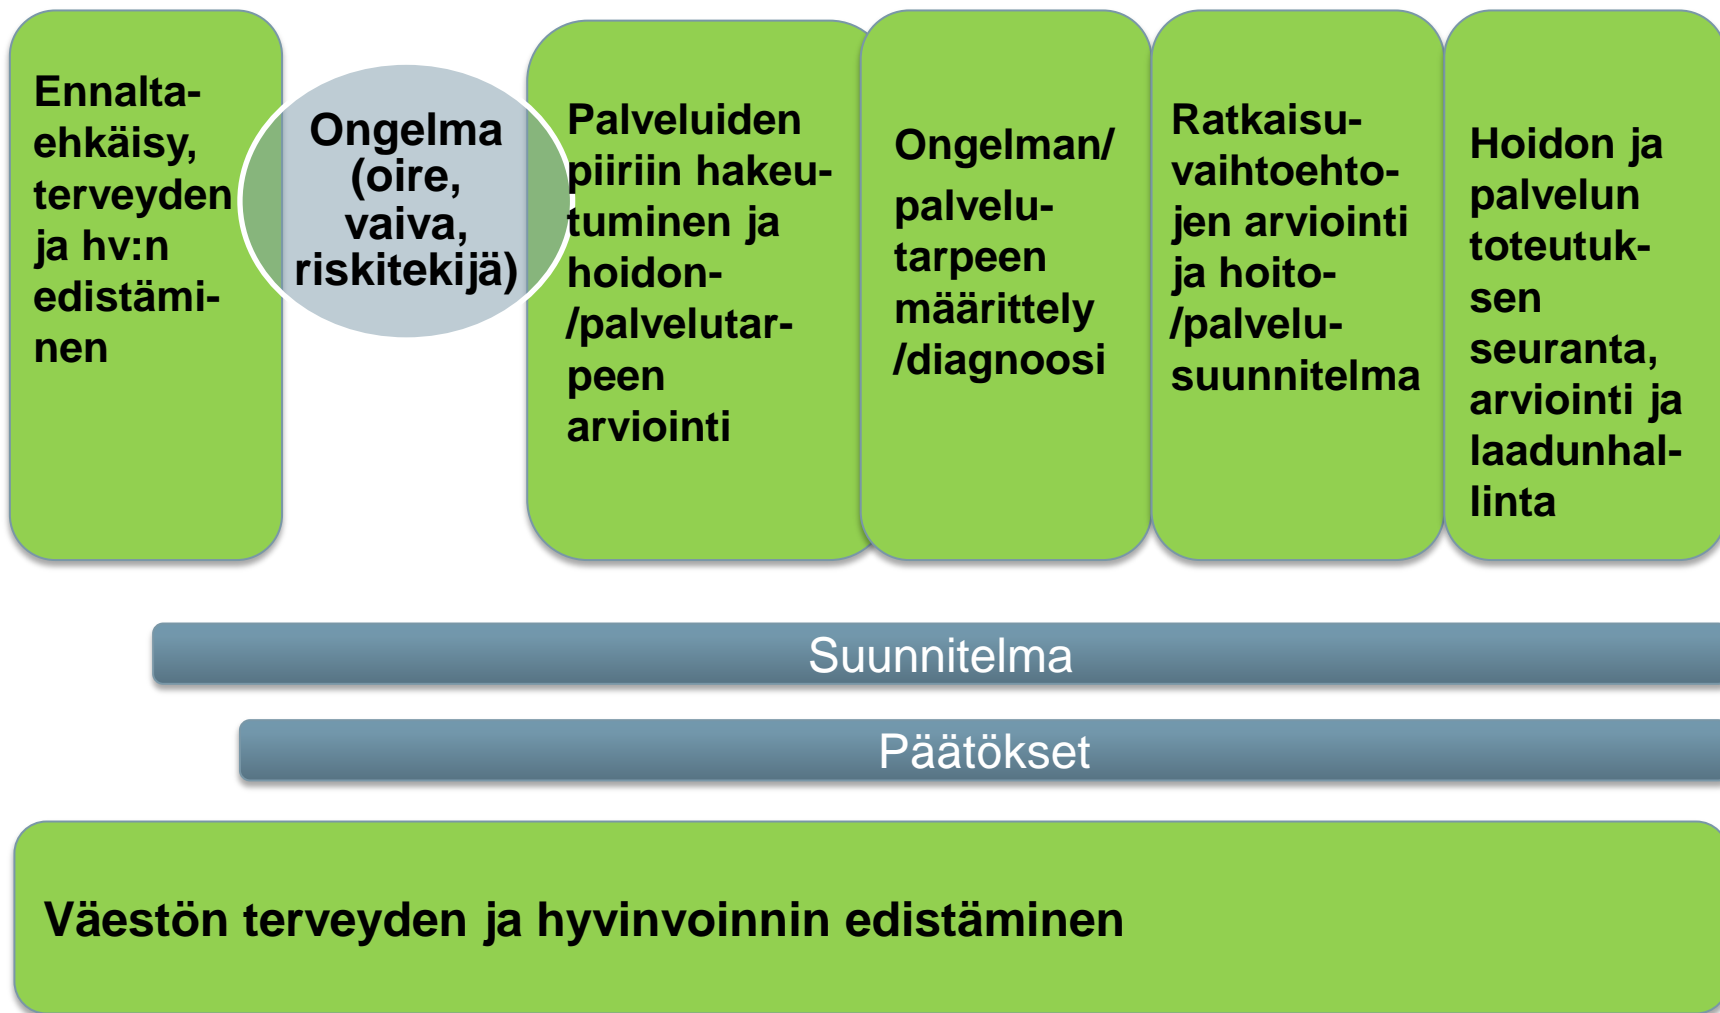 Ennalta-
ehkäisy,
terveyden
ja hv:n
edistämi-
nen
Ongelma
(oire,
vaiva,
riskitekijä)
Palveluiden
piiriin hakeu-
tuminen ja
hoidon-
/palvelutar-
peen
arviointi
Ongelman/
palvelu-
tarpeen
määrittely
/diagnoosi
Ratkaisu-
vaihtoehto-
jen arviointi
ja hoito-
/palvelu-
suunnitelma
Hoidon ja
palvelun
toteutuk-
sen
seuranta,
arviointi ja
laadunhal-
linta
Suunnitelma
Päätökset
Väestön terveyden ja hyvinvoinnin edistäminen